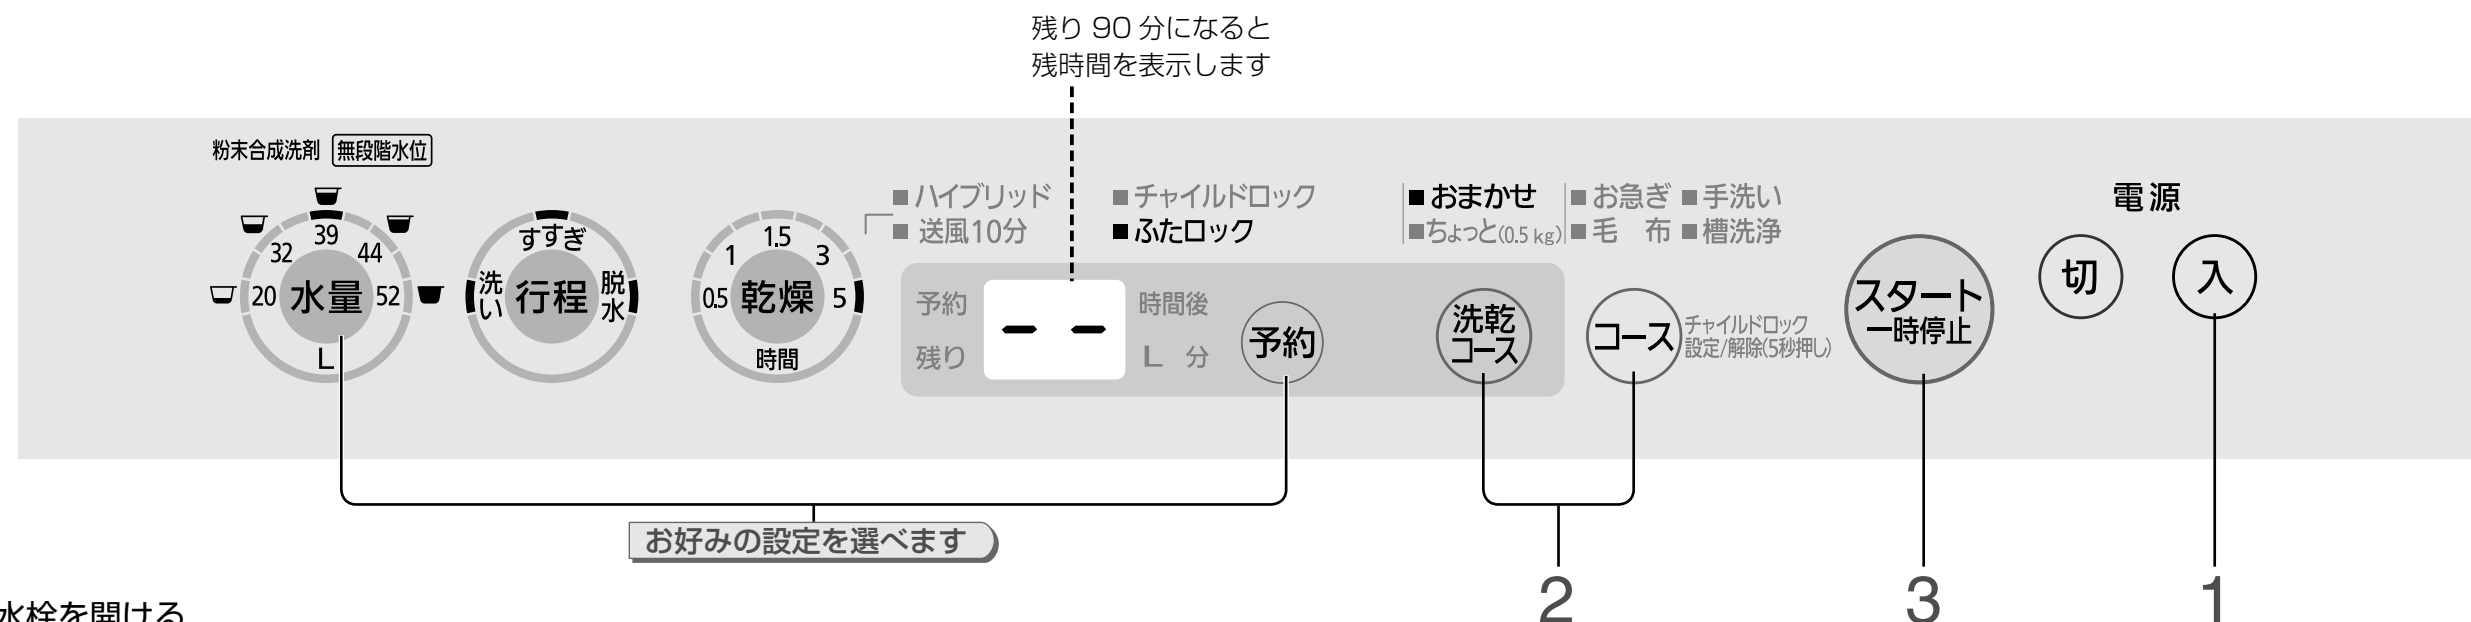 残り 90 分になると
残時間を表示します
粉末合成洗剤 無段階水位
39
32 44
20 水量 52
L
すすぎ
洗い 行程 脱水
1.5
1 3
0.5 乾燥 5
時間
■ハイブリッド ■チャイルドロック ■おまかせ ■お急ぎ ■手洗い
■送風10分 ■ふたロック ■ちょっと(0.5 kg) ■毛 布 ■槽洗浄
予約 時間後
– –
残り L 分
予約
洗乾
コース
コース
チャイルドロック
設定/解除(5秒押し)
スタート
一時停止
電源
切 入
お好みの設定を選べます
2 3 1
水栓を開ける